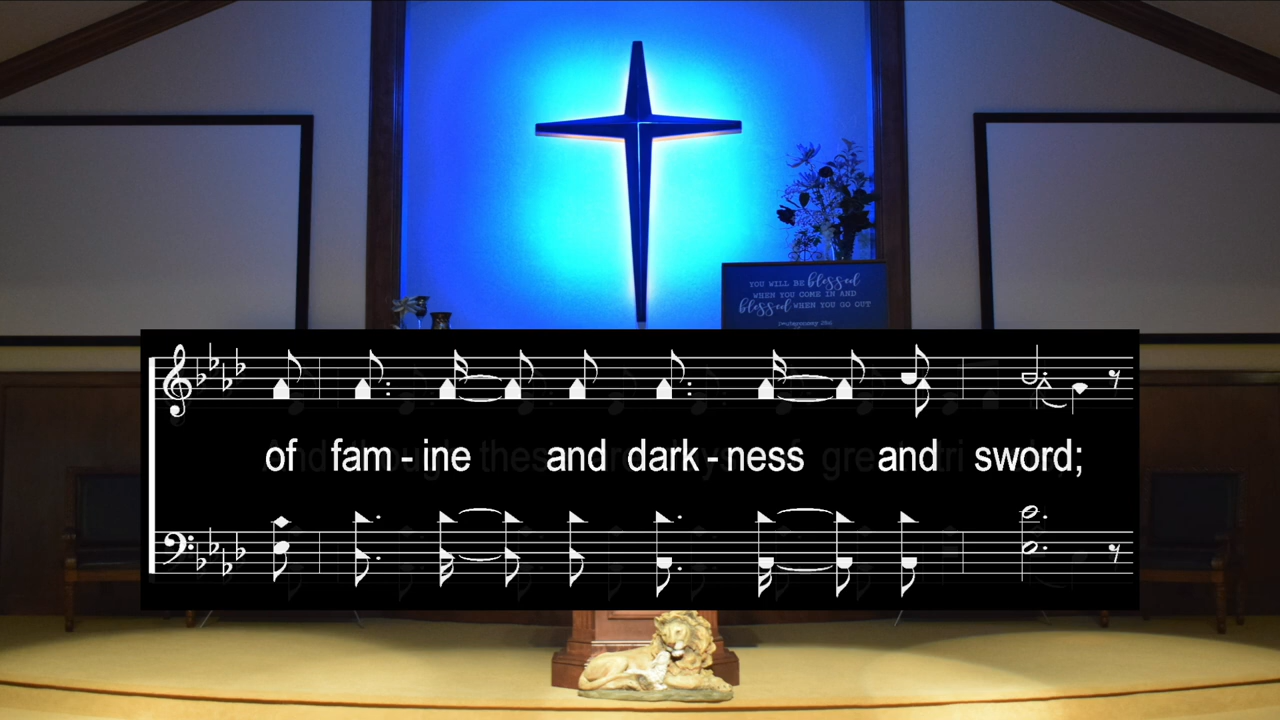 YOU WILL BE blessed
WHEN YOU COME IN AND
blessed WHEN YOU GO OUT
of fam - ine and dark - ness and sword;